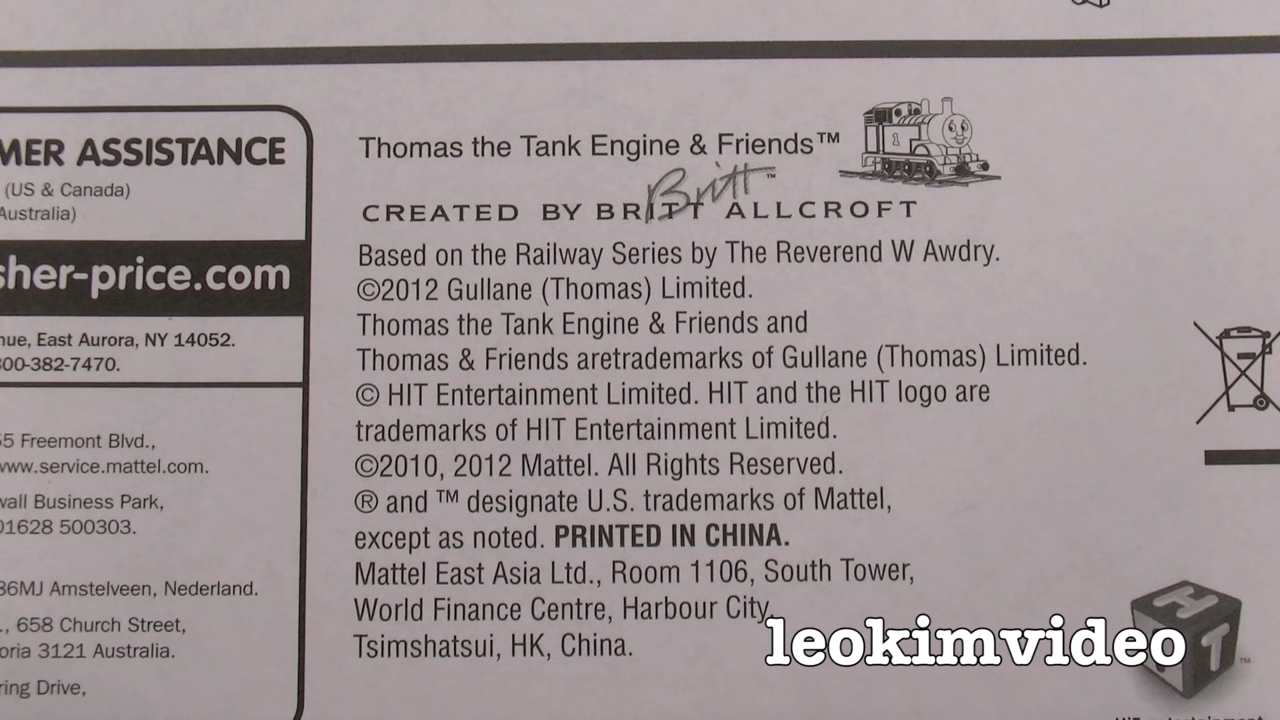 MER ASSISTANCE
(US & Canada)
Australia)
sher-price.com
nue, East Aurora, NY 14052.
00-382-7470.
55 Freemont Blvd.,
www.service.mattel.com.
wall Business Park,
01628 500303.
86MJ Amstelveen, Nederland.
., 658 Church Street,
oria 3121 Australia.
ring Drive,
Thomas the Tank Engine & Friends™
1
Britt™
CREATED BY BRITT ALLCROFT
Based on the Railway Series by The Reverend W Awdry.
©2012 Gullane (Thomas) Limited.
Thomas the Tank Engine & Friends and
Thomas & Friends aretrademarks of Gullane (Thomas) Limited.
© HIT Entertainment Limited. HIT and the HIT logo are
trademarks of HIT Entertainment Limited.
©2010, 2012 Mattel. All Rights Reserved.
® and ™ designate U.S. trademarks of Mattel,
except as noted. PRINTED IN CHINA.
Mattel East Asia Ltd., Room 1106, South Tower,
World Finance Centre, Harbour City,
Tsimshatsui, HK, China.
leokimvideo
HIT™